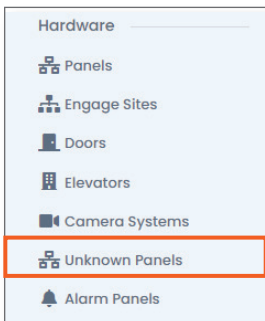 Hardware
Panels
Engage Sites
Doors
Elevators
Camera Systems
Unknown Panels
Alarm Panels